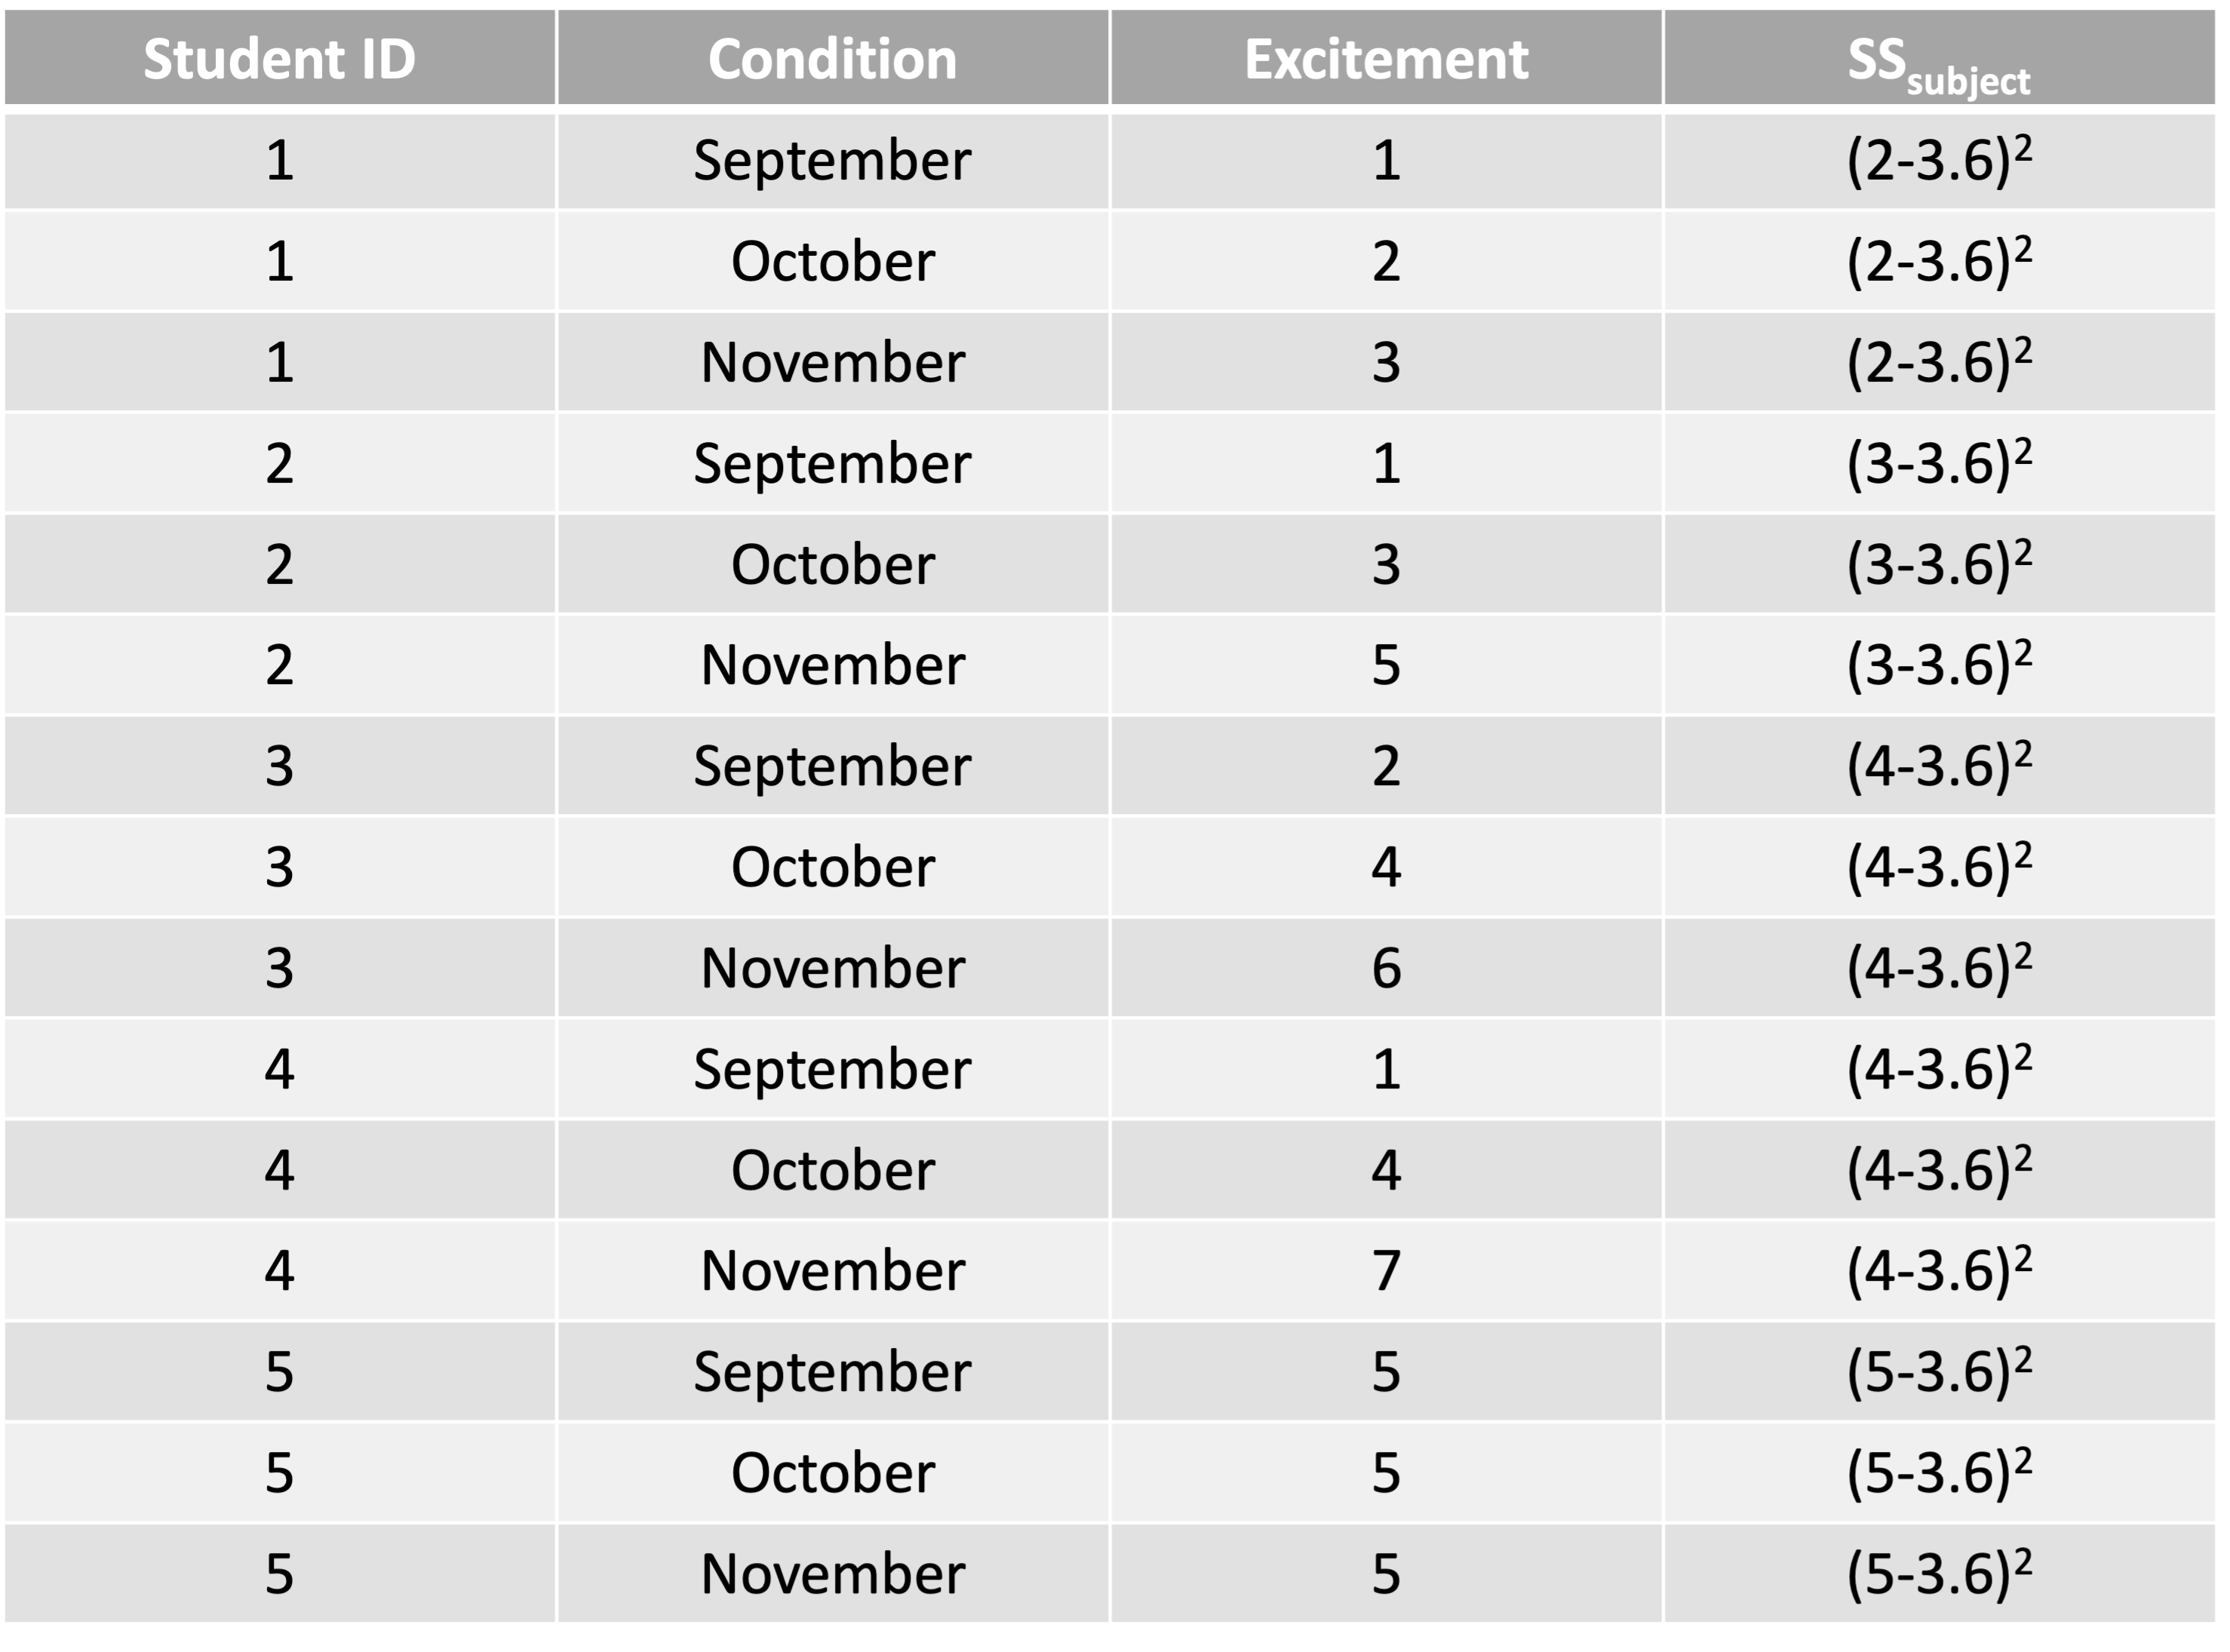 Student ID Condition Excitement SSsubject
1 September 1 (2-3.6)²
1 October 2 (2-3.6)²
1 November 3 (2-3.6)²
2 September 1 (3-3.6)²
2 October 3 (3-3.6)²
2 November 5 (3-3.6)²
3 September 2 (4-3.6)²
3 October 4 (4-3.6)²
3 November 6 (4-3.6)²
4 September 1 (4-3.6)²
4 October 4 (4-3.6)²
4 November 7 (4-3.6)²
5 September 5 (5-3.6)²
5 October 5 (5-3.6)²
5 November 5 (5-3.6)²